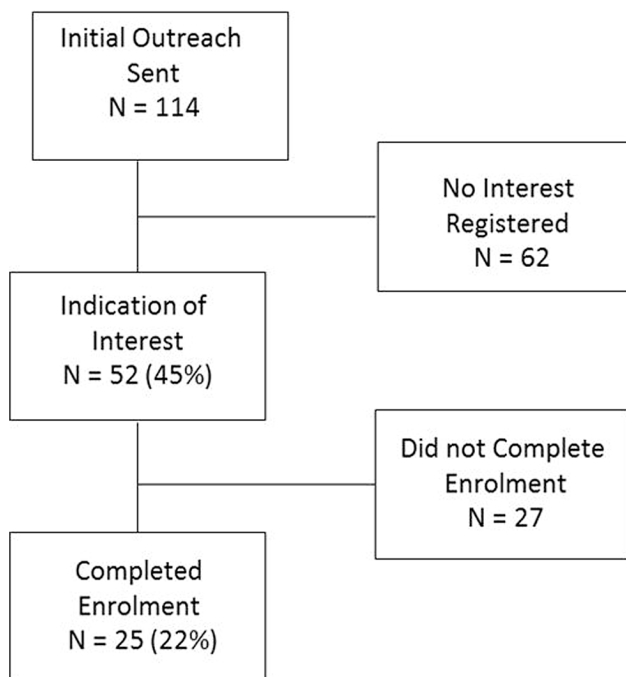 Initial Outreach
Sent
N = 114
No Interest
Registered
N = 62
Indication of
Interest
N = 52 (45%)
Did not Complete
Enrolment
N = 27
Completed
Enrolment
N = 25 (22%)